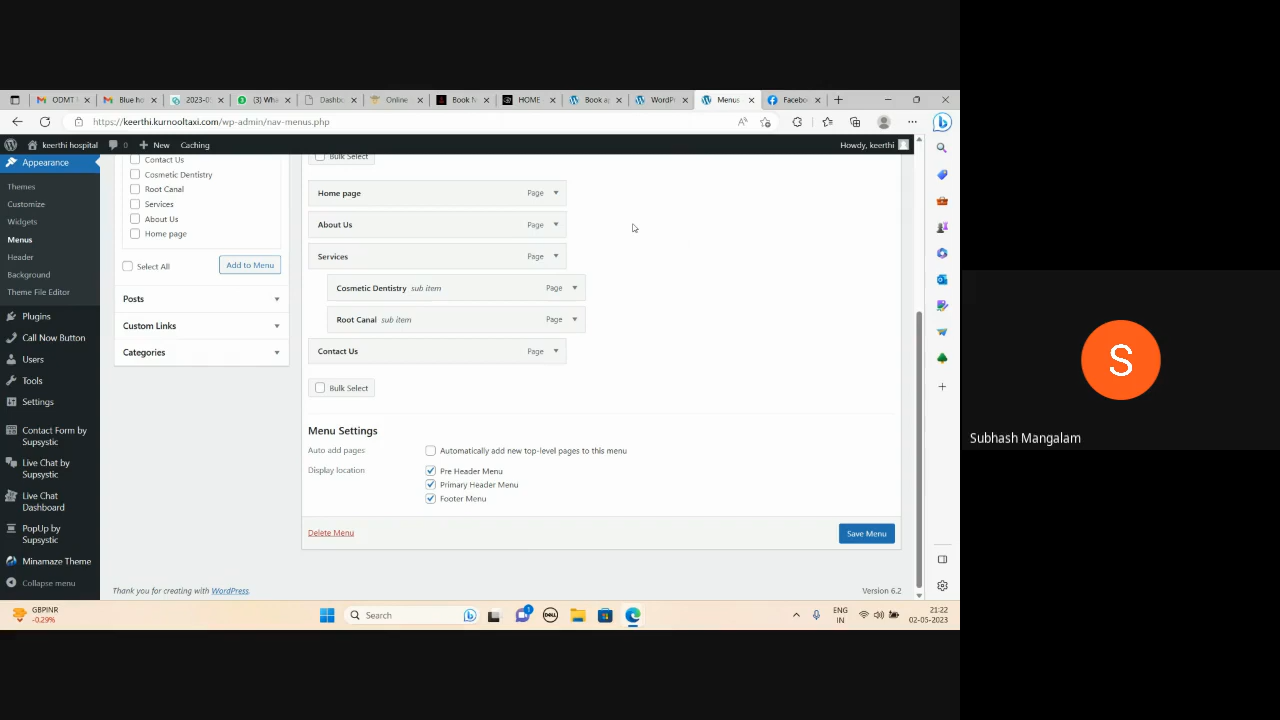 ODMT
Blue ho
2023-0
(3) Wha
Dashbo
Online
Book N
HOME
Book ap
WordPr
Menus
Facebo
https://keerthi.kurnooltaxi.com/wp-admin/nav-menus.php
keerthi hospital
0
New
Caching
Howdy, keerthi
Appearance
Themes
Customize
Widgets
Menus
Header
Background
Theme File Editor
Plugins
Call Now Button
Users
Tools
Settings
Contact Form by
Supsystic
Live Chat by
Supsystic
Live Chat
Dashboard
PopUp by
Supsystic
Minamaze Theme
Collapse menu
Contact Us
Cosmetic Dentistry
Root Canal
Services
About Us
Home page
Select All
Add to Menu
Posts
Custom Links
Categories
Bulk Select
Home page Page
About Us Page
Services Page
Cosmetic Dentistry sub item Page
Root Canal sub item Page
Contact Us Page
Bulk Select
Menu Settings
Auto add pages Automatically add new top-level pages to this menu
Display location Pre Header Menu
Primary Header Menu
Footer Menu
Delete Menu
Save Menu
Thank you for creating with WordPress.
Version 6.2
GBPINR
-0.29%
Search
DELL
1
ENG
IN
21:22
02-05-2023
S
Subhash Mangalam